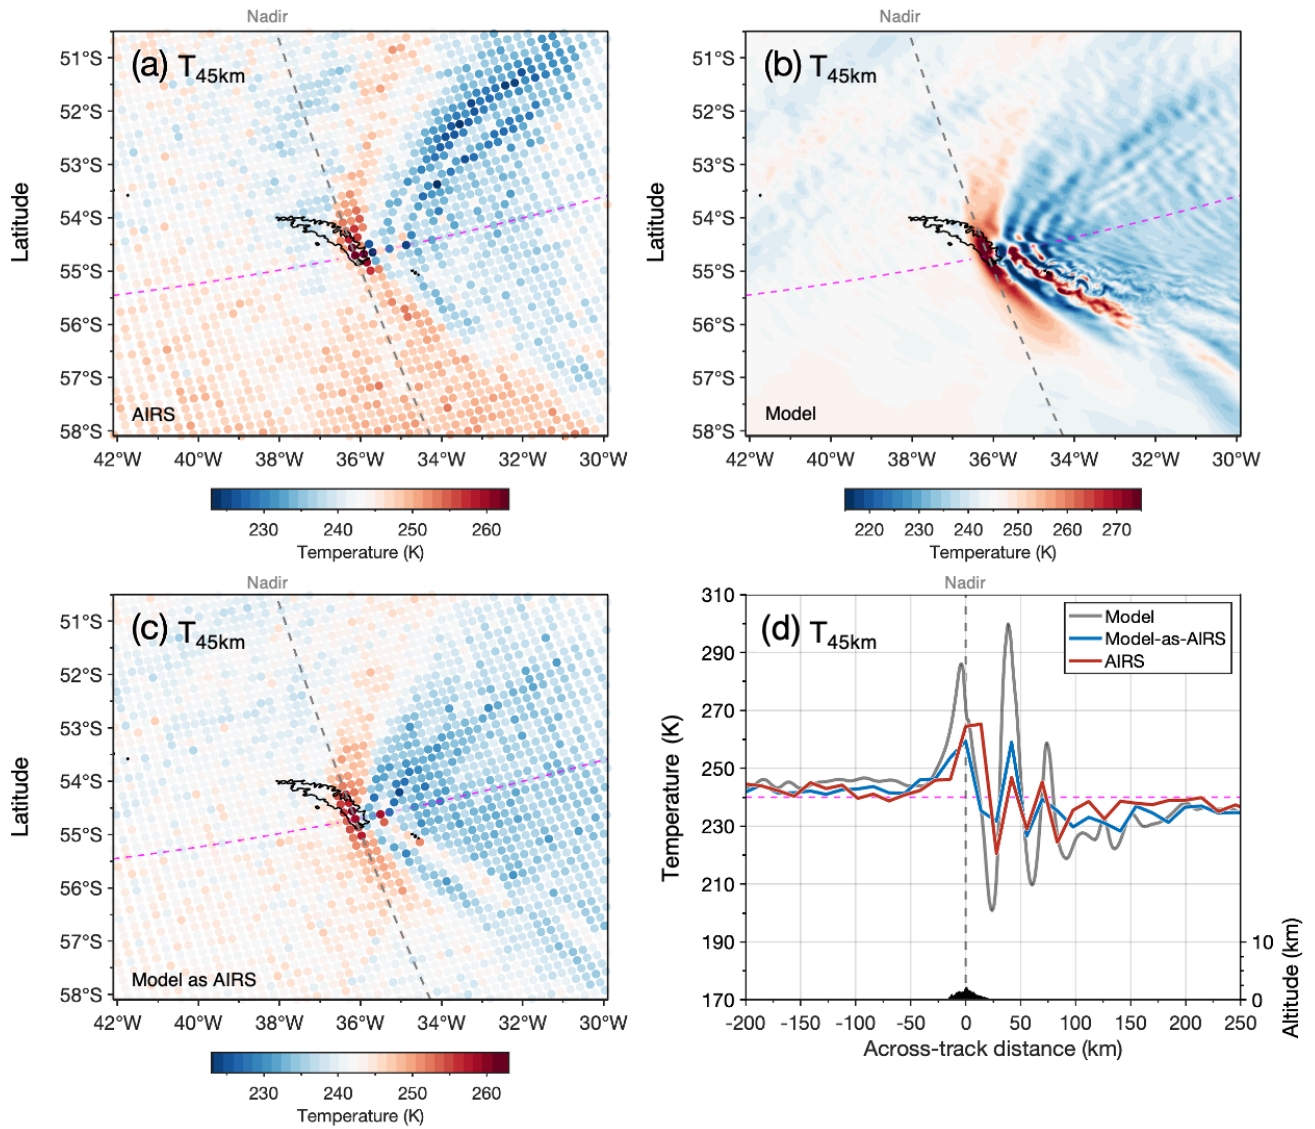 Nadir
Nadir
(a) T45km
(b) T45km
51°S
52°S
53°S
54°S
55°S
56°S
57°S
58°S
Latitude
AIRS
42°W 40°W 38°W 36°W 34°W 32°W 30°W
51°S
52°S
53°S
54°S
55°S
56°S
57°S
58°S
Latitude
Model
42°W 40°W 38°W 36°W 34°W 32°W 30°W
230 240 250 260
Temperature (K)
220 230 240 250 260 270
Temperature (K)
Nadir
Nadir
(c) T45km
51°S
52°S
53°S
54°S
55°S
56°S
57°S
58°S
Latitude
Model as AIRS
42°W 40°W 38°W 36°W 34°W 32°W 30°W
230 240 250 260
Temperature (K)
(d) T45km
Model
Model-as-AIRS
AIRS
310
290
270
250
230
210
190
170
Temperature (K)
10
0
Altitude (km)
-200 -150 -100 -50 0 50 100 150 200 250
Across-track distance (km)